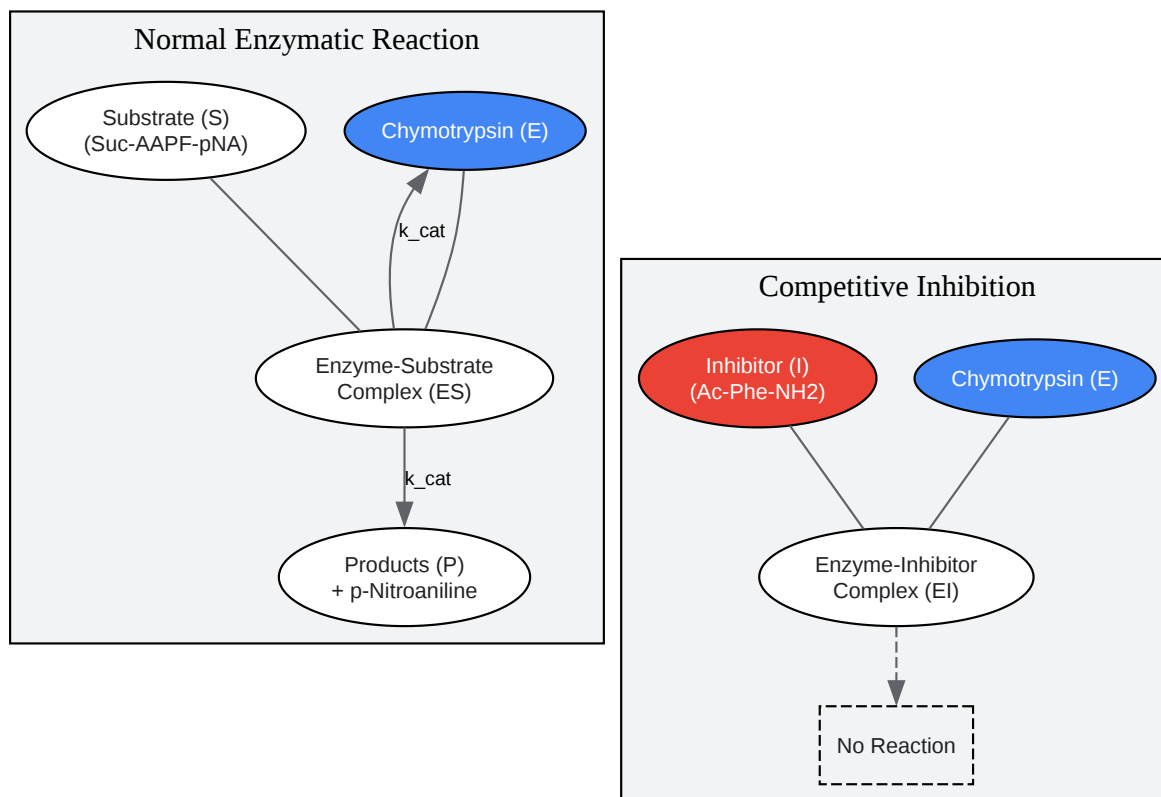 Normal Enzymatic Reaction
Substrate (S)
(Suc-AAPF-pNA)
Chymotrypsin (E)
k_cat
Enzyme-Substrate
Complex (ES)
k_cat
Products (P)
+ p-Nitroaniline
Competitive Inhibition
Inhibitor (I)
(Ac-Phe-NH2)
Chymotrypsin (E)
Enzyme-Inhibitor
Complex (EI)
No Reaction